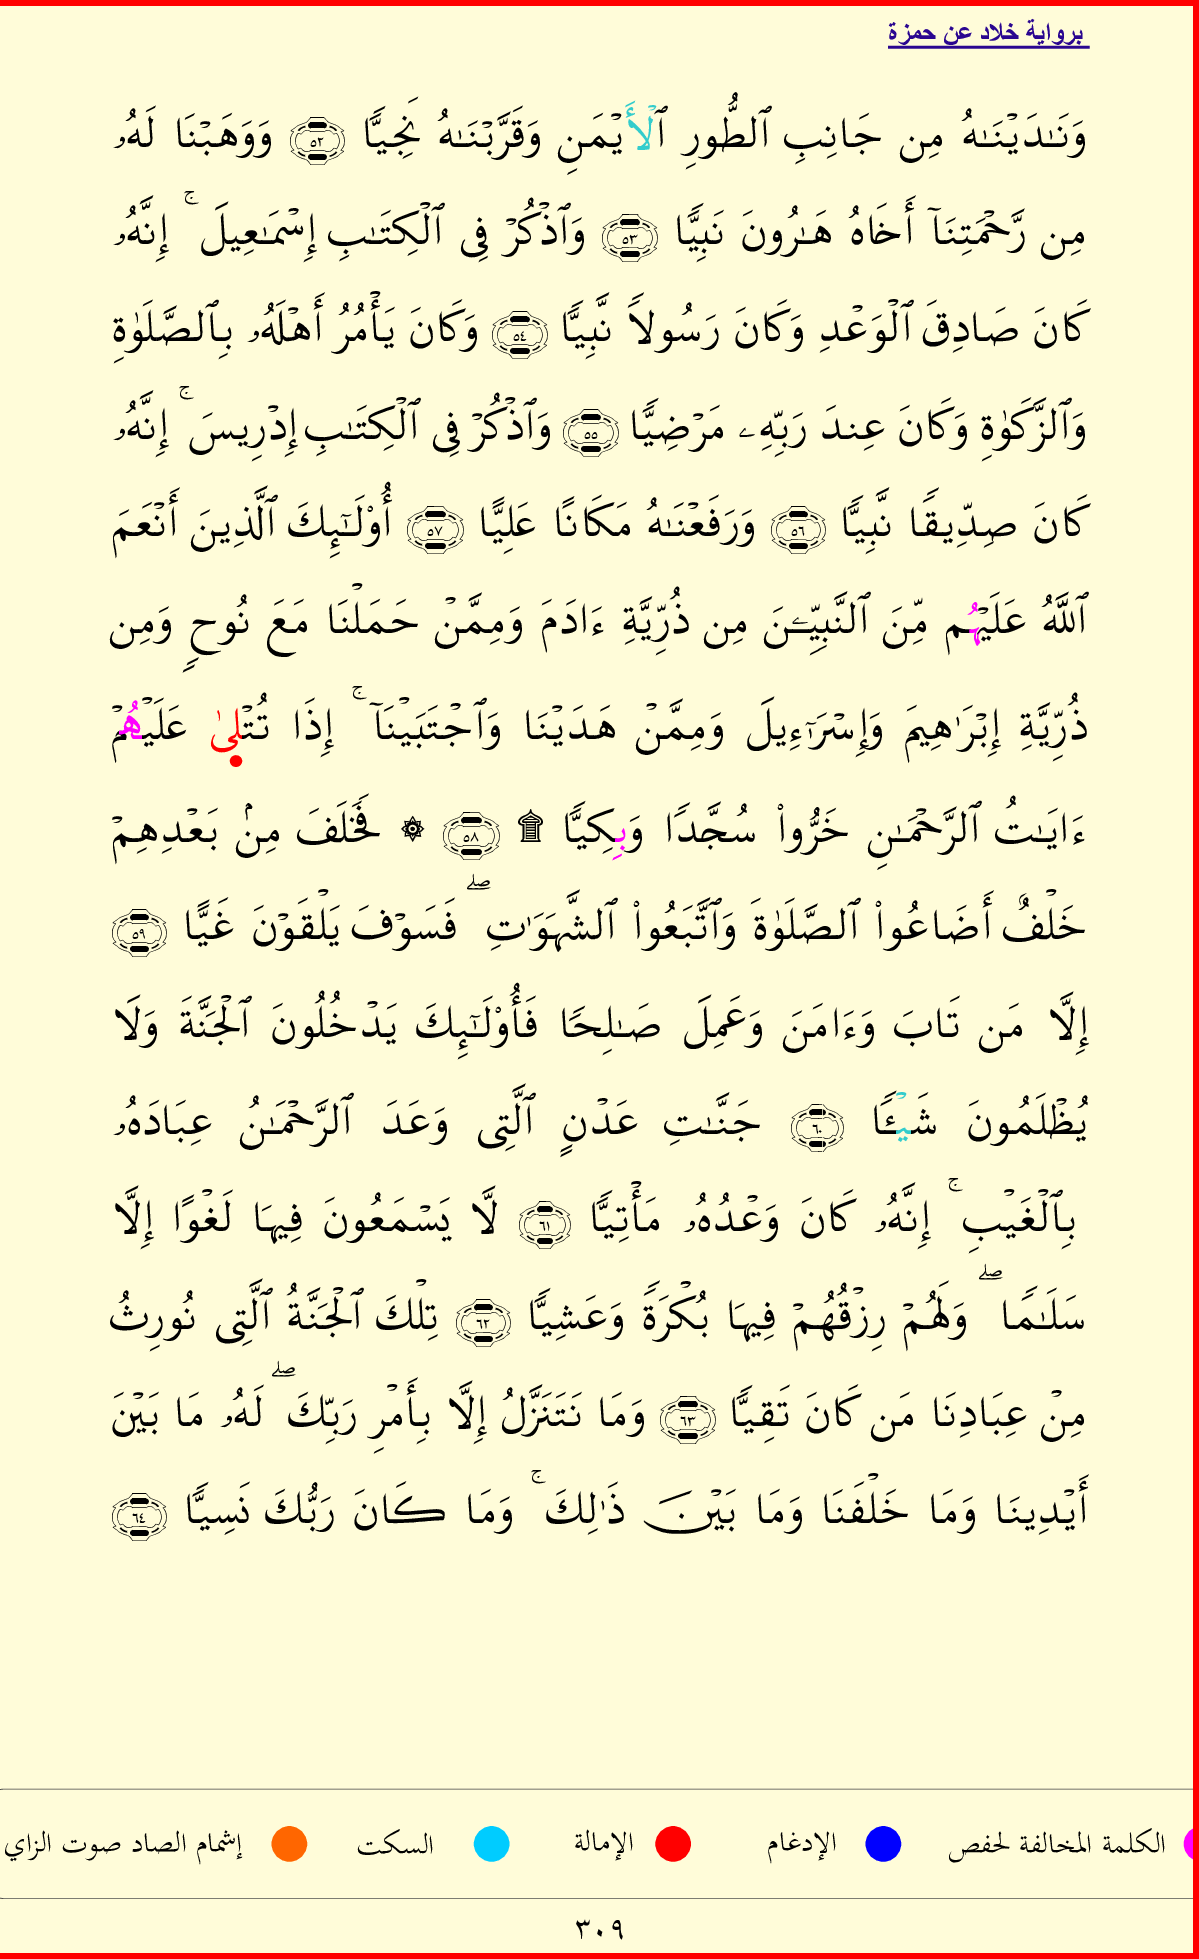 برواية خلاد عن حمزة
وَنَـٰدَيْنَـٰهُ مِن جَانِبِ ٱلطُّورِ ٱلْأَيْمَنِ وَقَرَّبْنَـٰهُ نَجِيًّا ٥٢ وَوَهَبْنَا لَهُۥ
مِن رَّحْمَتِنَآ أَخَاهُ هَـٰرُونَ نَبِيًّا ٥٣ وَٱذْكُرْ فِى ٱلْكِتَـٰبِ إِسْمَـٰعِيلَ ۚ إِنَّهُۥ
كَانَ صَادِقَ ٱلْوَعْدِ وَكَانَ رَسُولًا نَّبِيًّا ٥٤ وَكَانَ يَأْمُرُ أَهْلَهُۥ بِٱلصَّلَوٰةِ
وَٱلزَّكَوٰةِ وَكَانَ عِندَ رَبِّهِۦ مَرْضِيًّا ٥٥ وَٱذْكُرْ فِى ٱلْكِتَـٰبِ إِدْرِيسَ ۚ إِنَّهُۥ
كَانَ صِدِّيقًا نَّبِيًّا ٥٦ وَرَفَعْنَـٰهُ مَكَانًا عَلِيًّا ٥٧ أُو۟لَـٰٓئِكَ ٱلَّذِينَ أَنْعَمَ
ٱللَّهُ عَلَيْهُم مِّنَ ٱلنَّبِيِّـۧنَ مِن ذُرِّيَّةِ ءَادَمَ وَمِمَّنْ حَمَلْنَا مَعَ نُوحٍ وَمِن
ذُرِّيَّةِ إِبْرَٰهِيمَ وَإِسْرَٰٓءِيلَ وَمِمَّنْ هَدَيْنَا وَٱجْتَبَيْنَآ ۚ إِذَا تُتْلىٰ عَلَيْهُمْ
ءَايَـٰتُ ٱلرَّحْمَـٰنِ خَرُّوا۟ سُجَّدًا وَبِكِيًّا ۩ ٥٨ ۞ فَخَلَفَ مِنۢ بَعْدِهِمْ
خَلْفٌ أَضَاعُوا۟ ٱلصَّلَوٰةَ وَٱتَّبَعُوا۟ ٱلشَّهَوَٰتِ ۖ فَسَوْفَ يَلْقَوْنَ غَيًّا ٥٩
إِلَّا مَن تَابَ وَءَامَنَ وَعَمِلَ صَـٰلِحًا فَأُو۟لَـٰٓئِكَ يَدْخُلُونَ ٱلْجَنَّةَ وَلَا
يُظْلَمُونَ شَيْـًٔا ٦٠ جَنَّـٰتِ عَدْنٍ ٱلَّتِى وَعَدَ ٱلرَّحْمَـٰنُ عِبَادَهُۥ
بِٱلْغَيْبِ ۚ إِنَّهُۥ كَانَ وَعْدُهُۥ مَأْتِيًّا ٦١ لَّا يَسْمَعُونَ فِيهَا لَغْوًا إِلَّا
سَلَـٰمًا ۖ وَلَهُمْ رِزْقُهُمْ فِيهَا بُكْرَةً وَعَشِيًّا ٦٢ تِلْكَ ٱلْجَنَّةُ ٱلَّتِى نُورِثُ
مِنْ عِبَادِنَا مَن كَانَ تَقِيًّا ٦٣ وَمَا نَتَنَزَّلُ إِلَّا بِأَمْرِ رَبِّكَ ۖ لَهُۥ مَا بَيْنَ
أَيْدِينَا وَمَا خَلْفَنَا وَمَا بَيْنَ ذَٰلِكَ ۚ وَمَا كَانَ رَبُّكَ نَسِيًّا ٦٤
الكلمة المخالفة لحفص الإدغام الإمالة السكت إشمام الصاد صوت الزاي
٣٠٩